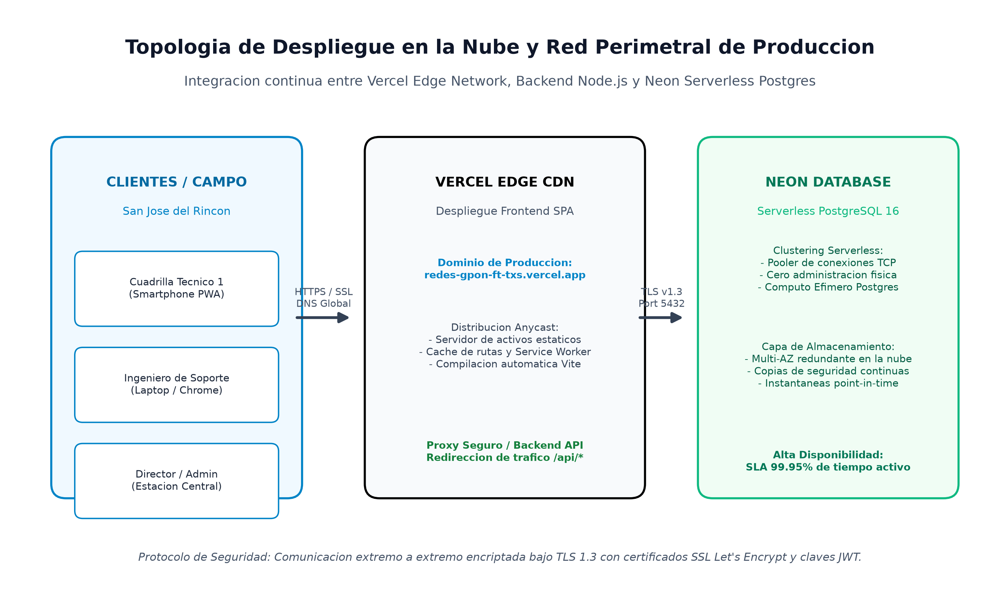 Topologia de Despliegue en la Nube y Red Perimetral de Produccion
Integracion continua entre Vercel Edge Network, Backend Node.js y Neon Serverless Postgres
CLIENTES / CAMPO
San Jose del Rincon
Cuadrilla Tecnico 1
(Smartphone PWA)
Ingeniero de Soporte
(Laptop / Chrome)
Director / Admin
(Estacion Central)
HTTPS / SSL
DNS Global
VERCEL EDGE CDN
Despliegue Frontend SPA
Dominio de Produccion:
redes-gpon-ft-txs.vercel.app
Distribucion Anycast:
- Servidor de activos estaticos
- Cache de rutas y Service Worker
- Compilacion automatica Vite
Proxy Seguro / Backend API
Redireccion de trafico /api/*
TLS v1.3
Port 5432
NEON DATABASE
Serverless PostgreSQL 16
Clustering Serverless:
- Pooler de conexiones TCP
- Cero administracion fisica
- Computo Efimero Postgres
Capa de Almacenamiento:
- Multi-AZ redundante en la nube
- Copias de seguridad continuas
- Instantaneas point-in-time
Alta Disponibilidad:
SLA 99.95% de tiempo activo
Protocolo de Seguridad: Comunicacion extremo a extremo encriptada bajo TLS 1.3 con certificados SSL Let's Encrypt y claves JWT.